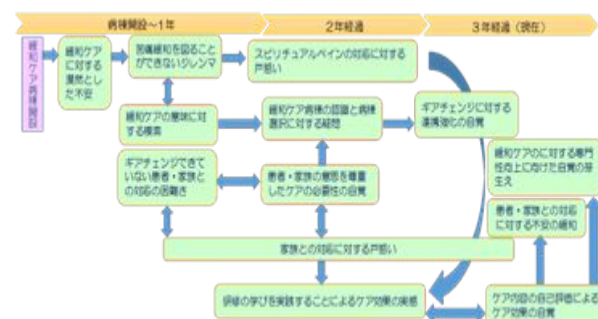 病棟開設～1年
2年経過
3年経過（現在）
緩和ケア病棟開設
緩和ケア
に対する
漠然とし
た不安
苦痛緩和を図ること
ができないジレンマ
スピリチュアルペインの対応に対する
戸惑い
緩和ケアの意味に対
する模索
緩和ケア病棟の認識と病棟
選択に対する疑問
ギアチェンジに対する
連携強化の自覚
ギアチェンジできて
いない患者・家族と
の対応の困難さ
患者・家族の意思を尊重
したケアの必要性の自覚
緩和ケアのに対する専門
性向上に向けた自覚の芽
生え
患者・家族との対応
に対する不安の緩和
家族との対応に対する戸惑い
研修の学びを実践することによるケア効果の実感
ケア内容の自己評価による
ケア効果の自覚